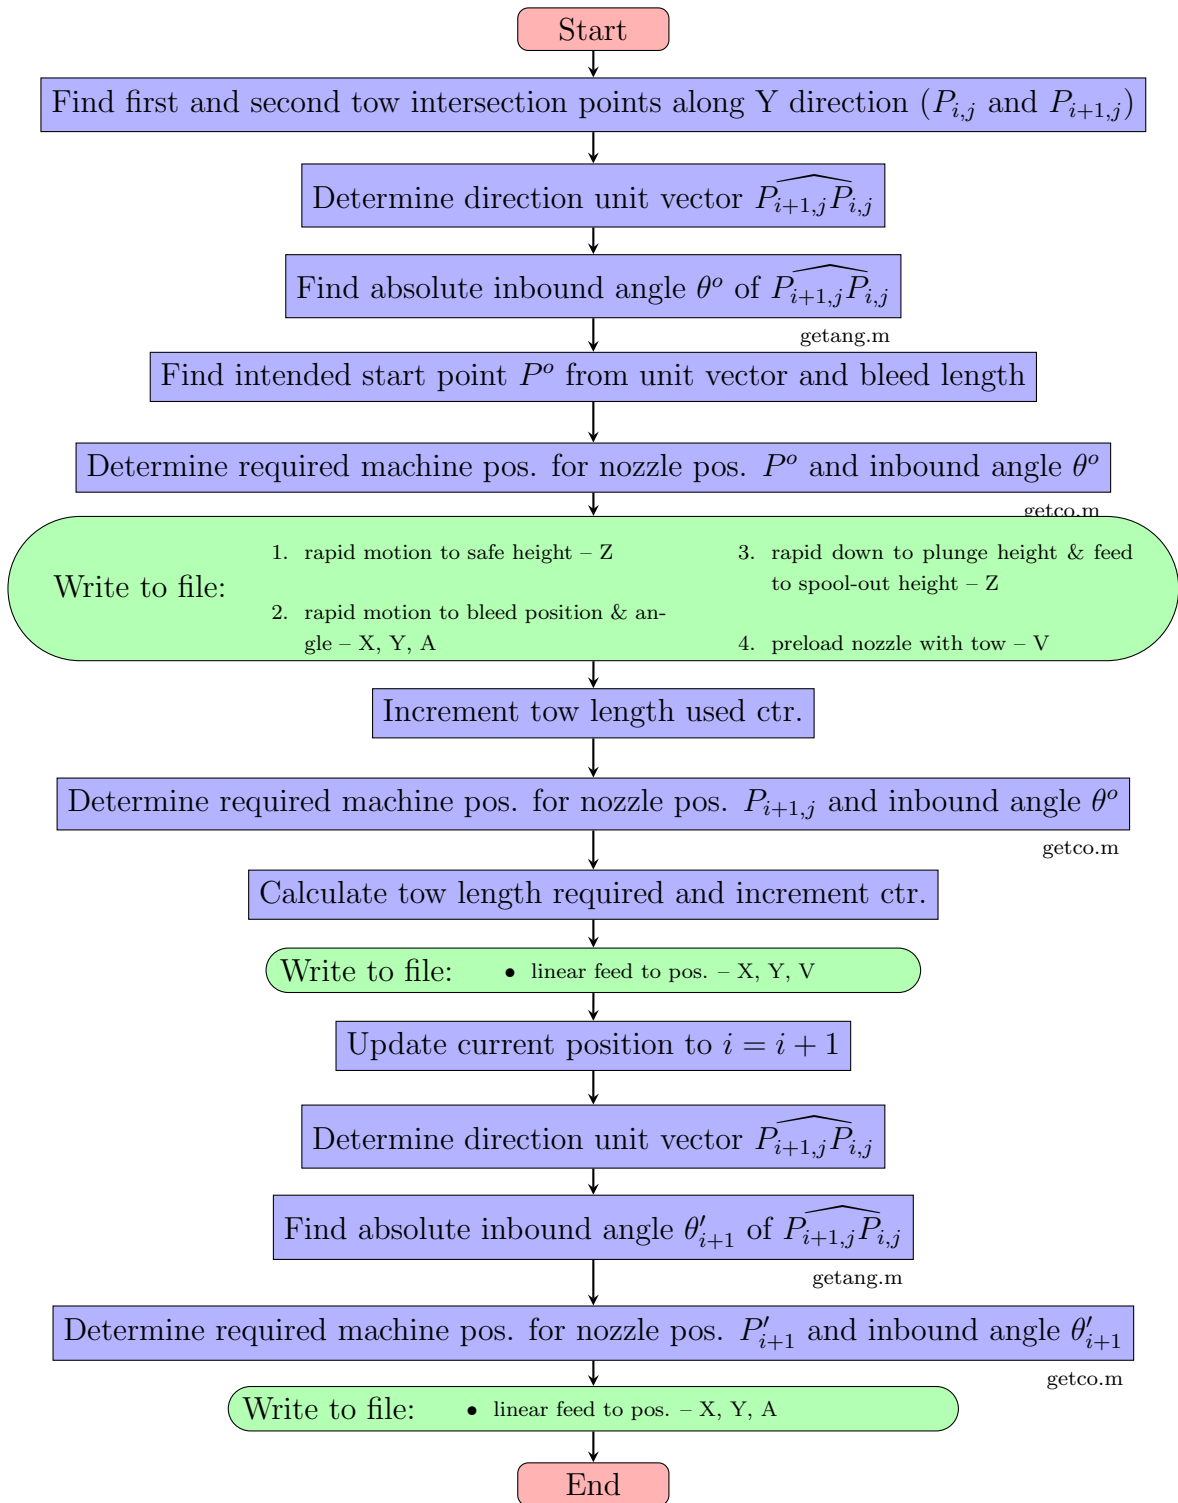 Start
Find first and second tow intersection points along Y direction ($P_{i,j}$ and $P_{i+1,j}$)
Determine direction unit vector $\widehat{P_{i+1,j}P_{i,j}}$
Find absolute inbound angle $\theta^o$ of $\widehat{P_{i+1,j}P_{i,j}}$
getang.m
Find intended start point $P^o$ from unit vector and bleed length
Determine required machine pos. for nozzle pos. $P^o$ and inbound angle $\theta^o$
getco.m
Write to file:
1. rapid motion to safe height – Z
2. rapid motion to bleed position & an-
gle – X, Y, A
3. rapid down to plunge height & feed
to spool-out height – Z
4. preload nozzle with tow – V
Increment tow length used ctr.
Determine required machine pos. for nozzle pos. $P_{i+1,j}$ and inbound angle $\theta^o$
getco.m
Calculate tow length required and increment ctr.
Write to file: • linear feed to pos. – X, Y, V
Update current position to $i = i + 1$
Determine direction unit vector $\widehat{P_{i+1,j}P_{i,j}}$
Find absolute inbound angle $\theta'_{i+1}$ of $\widehat{P_{i+1,j}P_{i,j}}$
getang.m
Determine required machine pos. for nozzle pos. $P'_{i+1}$ and inbound angle $\theta'_{i+1}$
getco.m
Write to file: • linear feed to pos. – X, Y, A
End